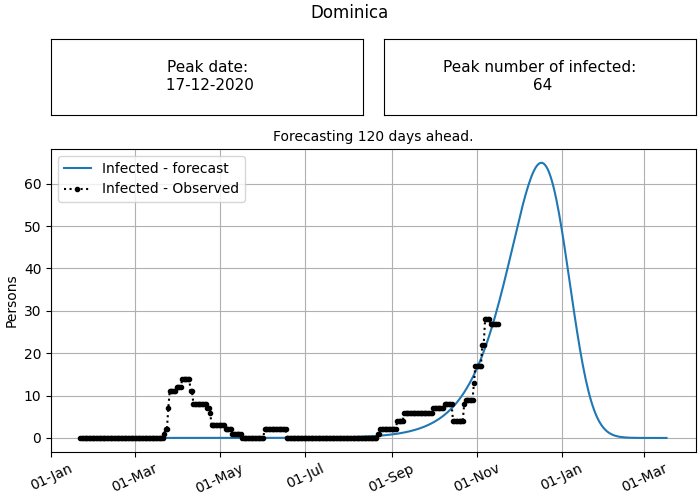 Dominica
Peak date:
17-12-2020
Peak number of infected:
64
Forecasting 120 days ahead.
Infected - forecast
Infected - Observed
Persons
60
50
40
30
20
10
0
01-Jan
01-Mar
01-May
01-Jul
01-Sep
01-Nov
01-Jan
01-Mar